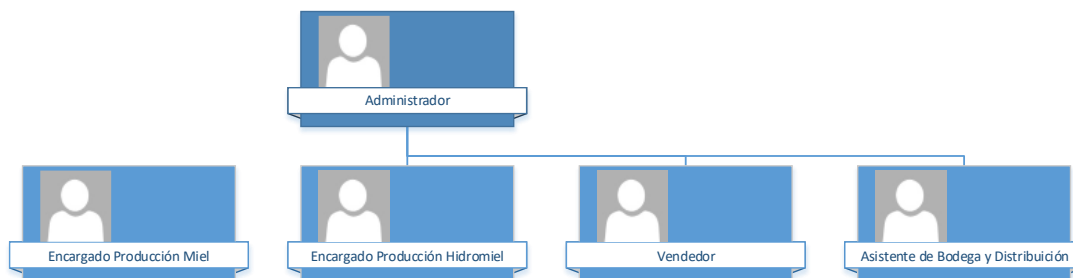 Administrador
Encargado Producción Miel
Encargado Producción Hidromiel
Vendedor
Asistente de Bodega y Distribuición